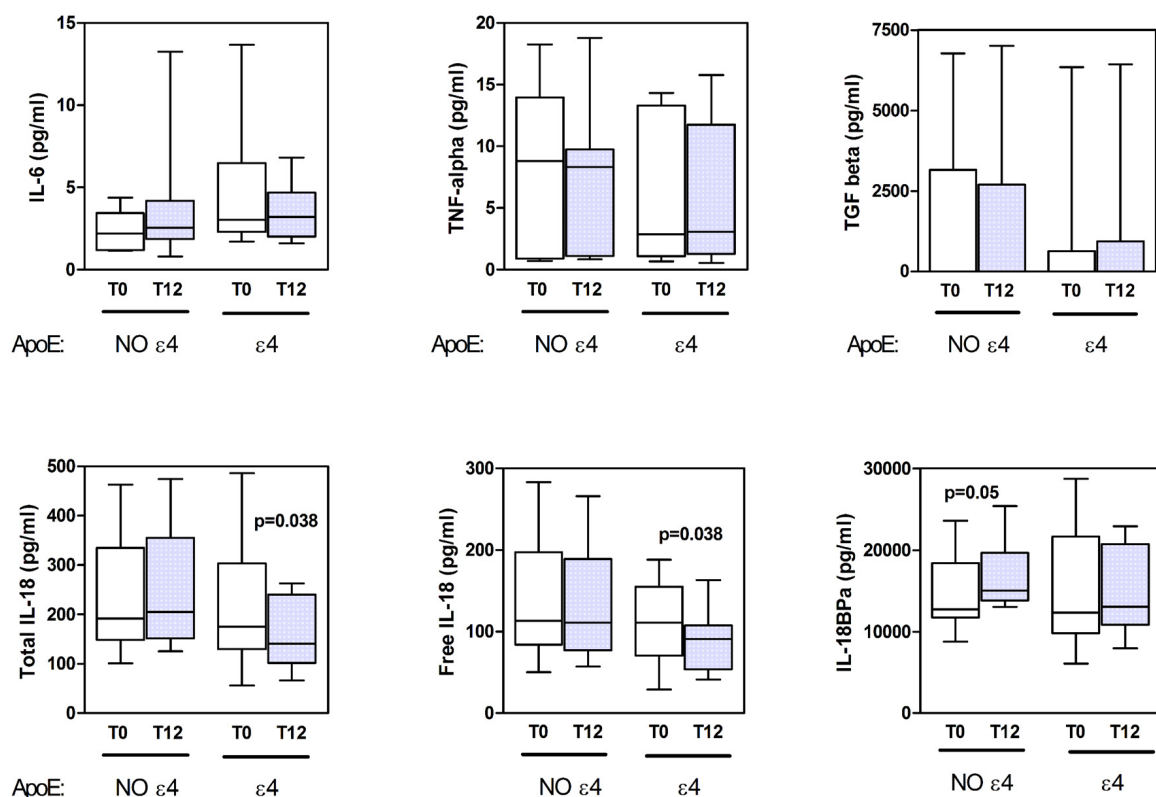 IL-6 (pg/ml)
15
10
5
0
T0 T12 T0 T12
ApoE: NO ε4 ε4
TNF-alpha (pg/ml)
20
15
10
5
0
T0 T12 T0 T12
ApoE: NO ε4 ε4
TGF beta (pg/ml)
7500
5000
2500
0
T0 T12 T0 T12
ApoE: NO ε4 ε4
Total IL-18 (pg/ml)
500
400
300
200
100
0
p=0.038
T0 T12 T0 T12
ApoE: NO ε4 ε4
Free IL-18 (pg/ml)
300
200
100
0
p=0.038
T0 T12 T0 T12
NO ε4 ε4
IL-18BPa (pg/ml)
30000
20000
10000
0
p=0.05
T0 T12 T0 T12
NO ε4 ε4